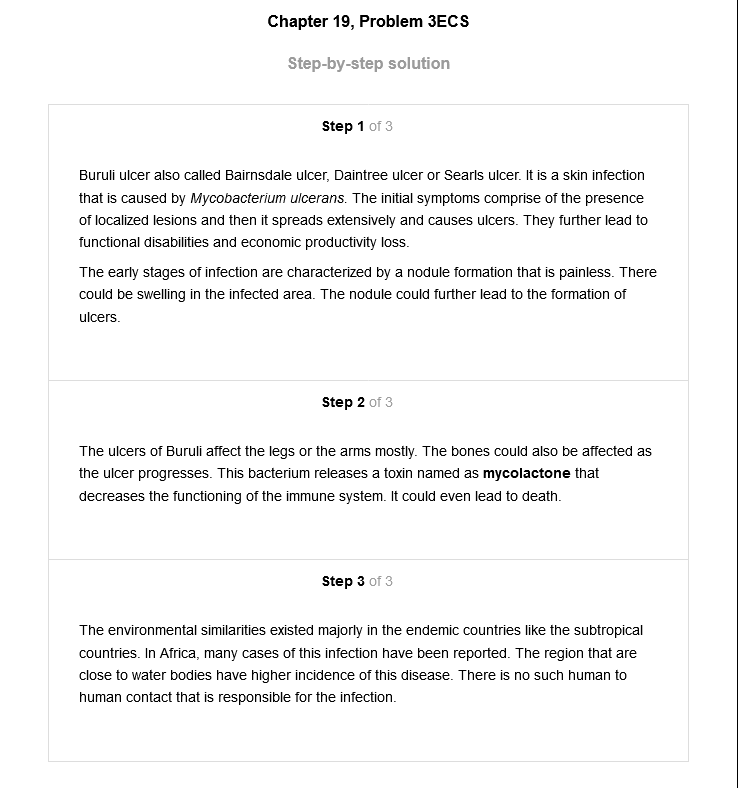 Chapter 19, Problem 3ECS
Step-by-step solution
Step 1 of 3
Buruli ulcer also called Bairnsdale ulcer, Daintree ulcer or Searls ulcer. It is a skin infection
that is caused by Mycobacterium ulcerans. The initial symptoms comprise of the presence
of localized lesions and then it spreads extensively and causes ulcers. They further lead to
functional disabilities and economic productivity loss.
The early stages of infection are characterized by a nodule formation that is painless. There
could be swelling in the infected area. The nodule could further lead to the formation of
ulcers.
Step 2 of 3
The ulcers of Buruli affect the legs or the arms mostly. The bones could also be affected as
the ulcer progresses. This bacterium releases a toxin named as mycolactone that
decreases the functioning of the immune system. It could even lead to death.
Step 3 of 3
The environmental similarities existed majorly in the endemic countries like the subtropical
countries. In Africa, many cases of this infection have been reported. The region that are
close to water bodies have higher incidence of this disease. There is no such human to
human contact that is responsible for the infection.